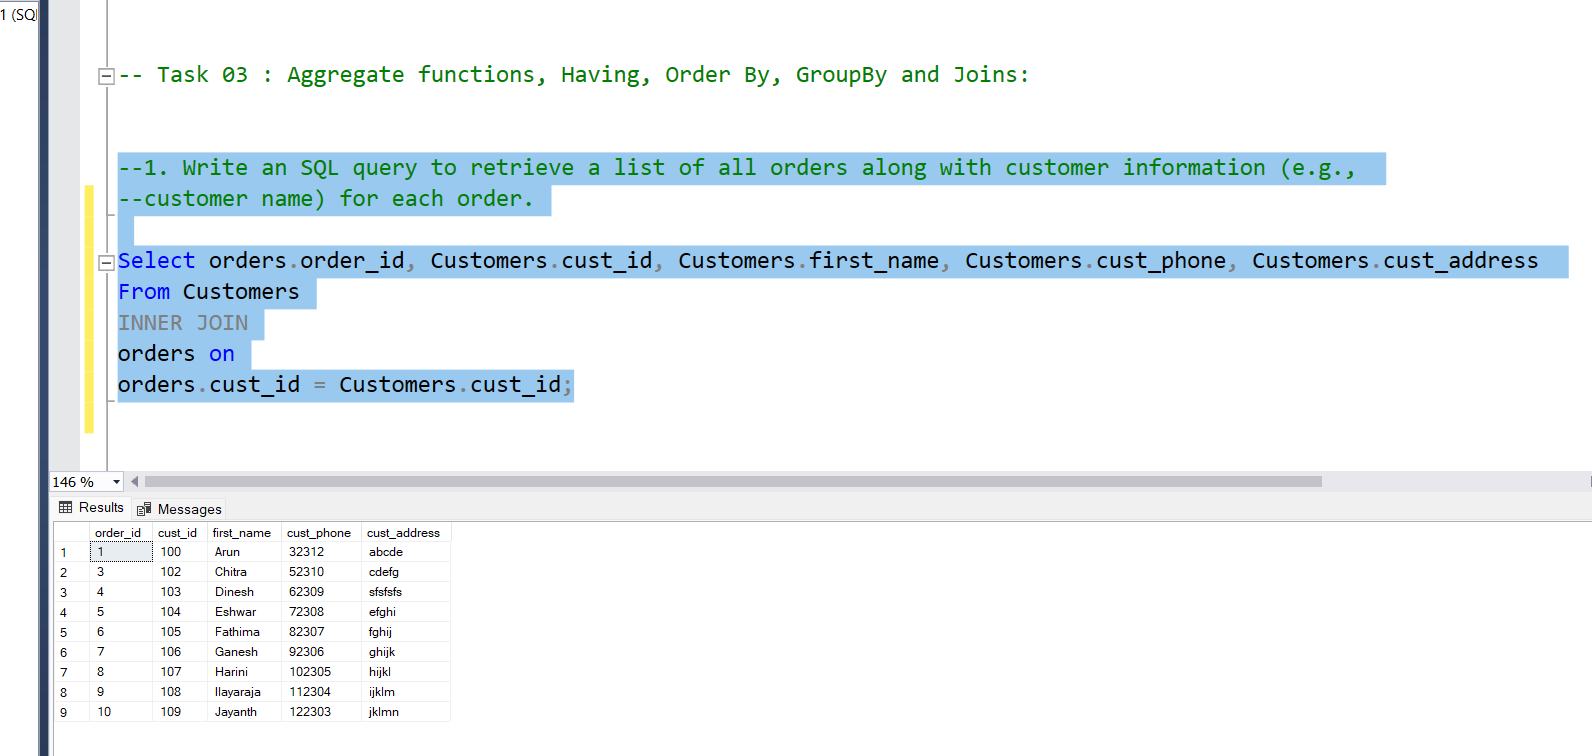 1 (SQL
-- Task 03 : Aggregate functions, Having, Order By, GroupBy and Joins:
--1. Write an SQL query to retrieve a list of all orders along with customer information (e.g.,
--customer name) for each order.
Select orders.order_id, Customers.cust_id, Customers.first_name, Customers.cust_phone, Customers.cust_address
From Customers
INNER JOIN
orders on
orders.cust_id = Customers.cust_id;
146 %
Results Messages
order_id cust_id first_name cust_phone cust_address
1 1 100 Arun 32312 abcde
2 3 102 Chitra 52310 cdefg
3 4 103 Dinesh 62309 sfsfsfs
4 5 104 Eshwar 72308 efghi
5 6 105 Fathima 82307 fghij
6 7 106 Ganesh 92306 ghijk
7 8 107 Harini 102305 hijkl
8 9 108 Ilayaraja 112304 ijklm
9 10 109 Jayanth 122303 jklmn